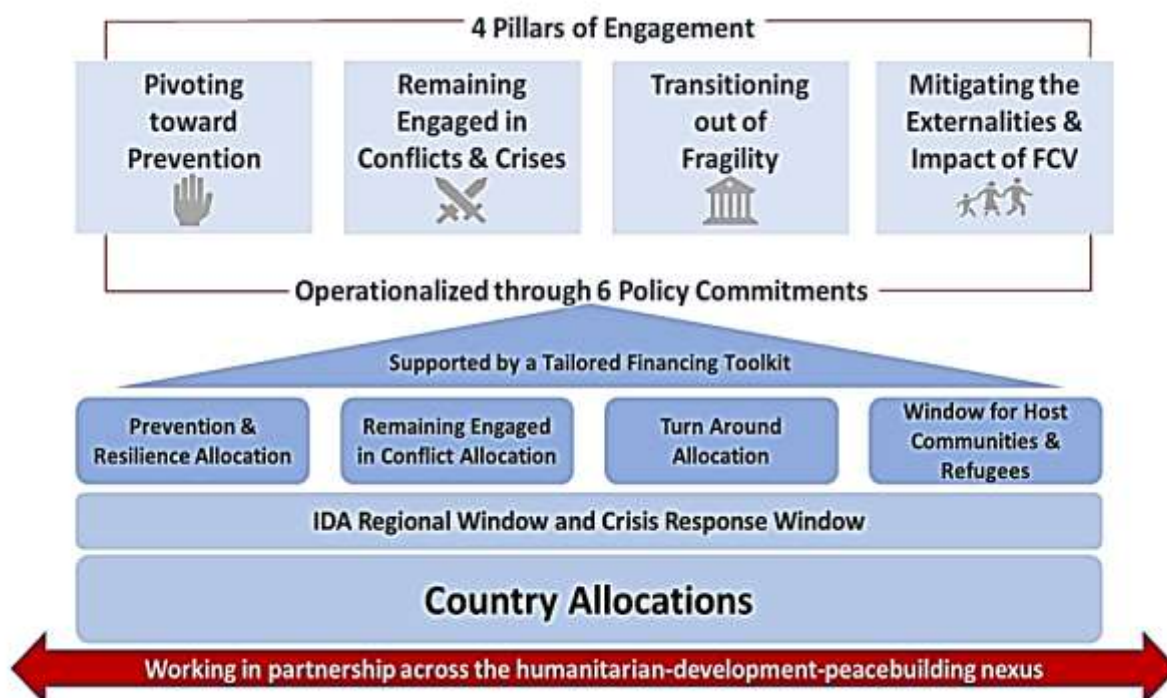 4 Pillars of Engagement
Pivoting
toward
Prevention
Remaining
Engaged in
Conflicts & Crises
Transitioning
out of
Fragility
Mitigating the
Externalities &
Impact of FCV
Operationalized through 6 Policy Commitments
Supported by a Tailored Financing Toolkit
Prevention &
Resilience Allocation
Remaining Engaged
in Conflict Allocation
Turn Around
Allocation
Window for Host
Communities &
Refugees
IDA Regional Window and Crisis Response Window
Country Allocations
Working in partnership across the humanitarian-development-peacebuilding nexus